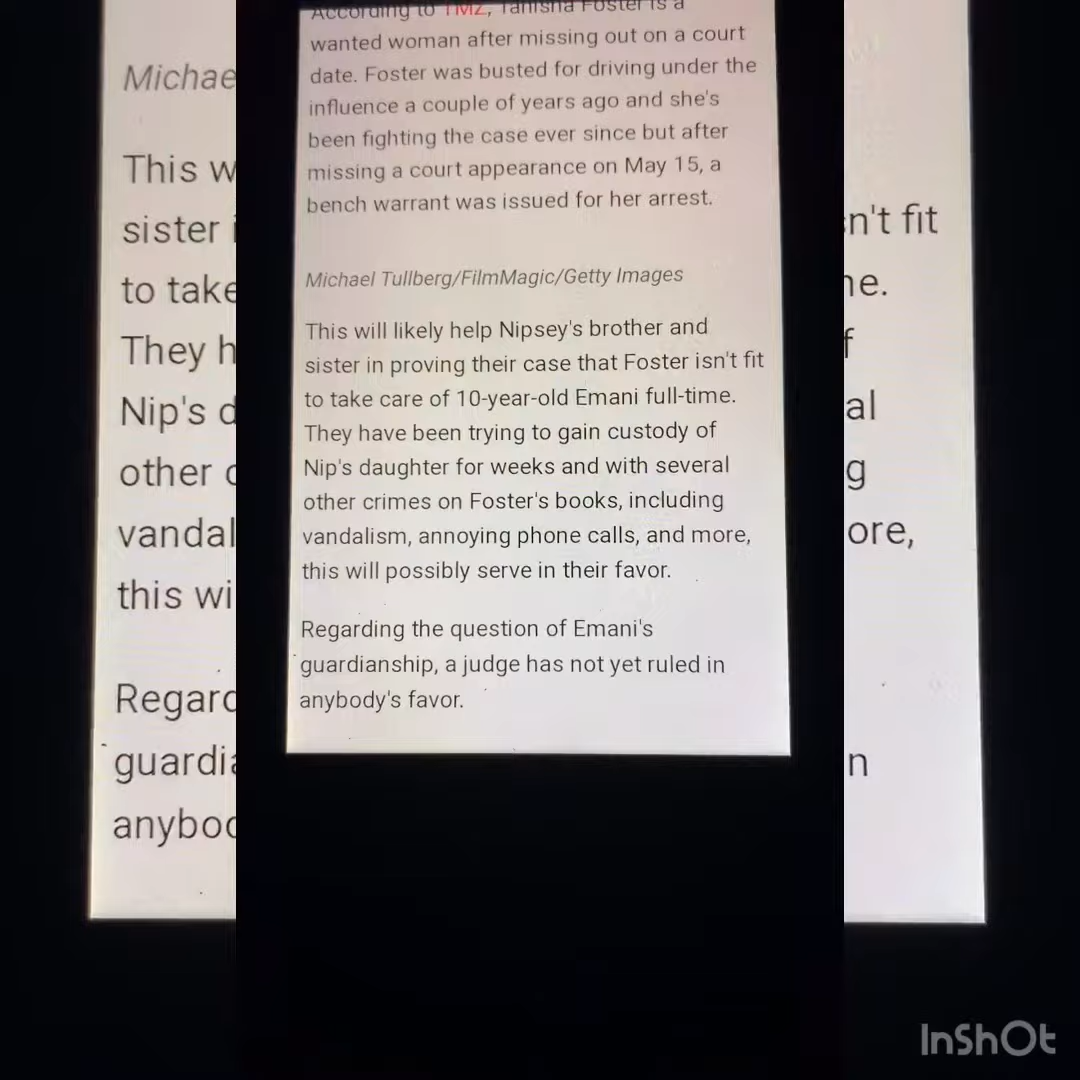 According to TMZ, Tanisha Foster is a
wanted woman after missing out on a court
date. Foster was busted for driving under the
influence a couple of years ago and she's
been fighting the case ever since but after
missing a court appearance on May 15, a
bench warrant was issued for her arrest.
Michael Tullberg/FilmMagic/Getty Images
This will likely help Nipsey's brother and
sister in proving their case that Foster isn't fit
to take care of 10-year-old Emani full-time.
They have been trying to gain custody of
Nip's daughter for weeks and with several
other crimes on Foster's books, including
vandalism, annoying phone calls, and more,
this will possibly serve in their favor.
Regarding the question of Emani's
guardianship, a judge has not yet ruled in
anybody's favor.
InShOt